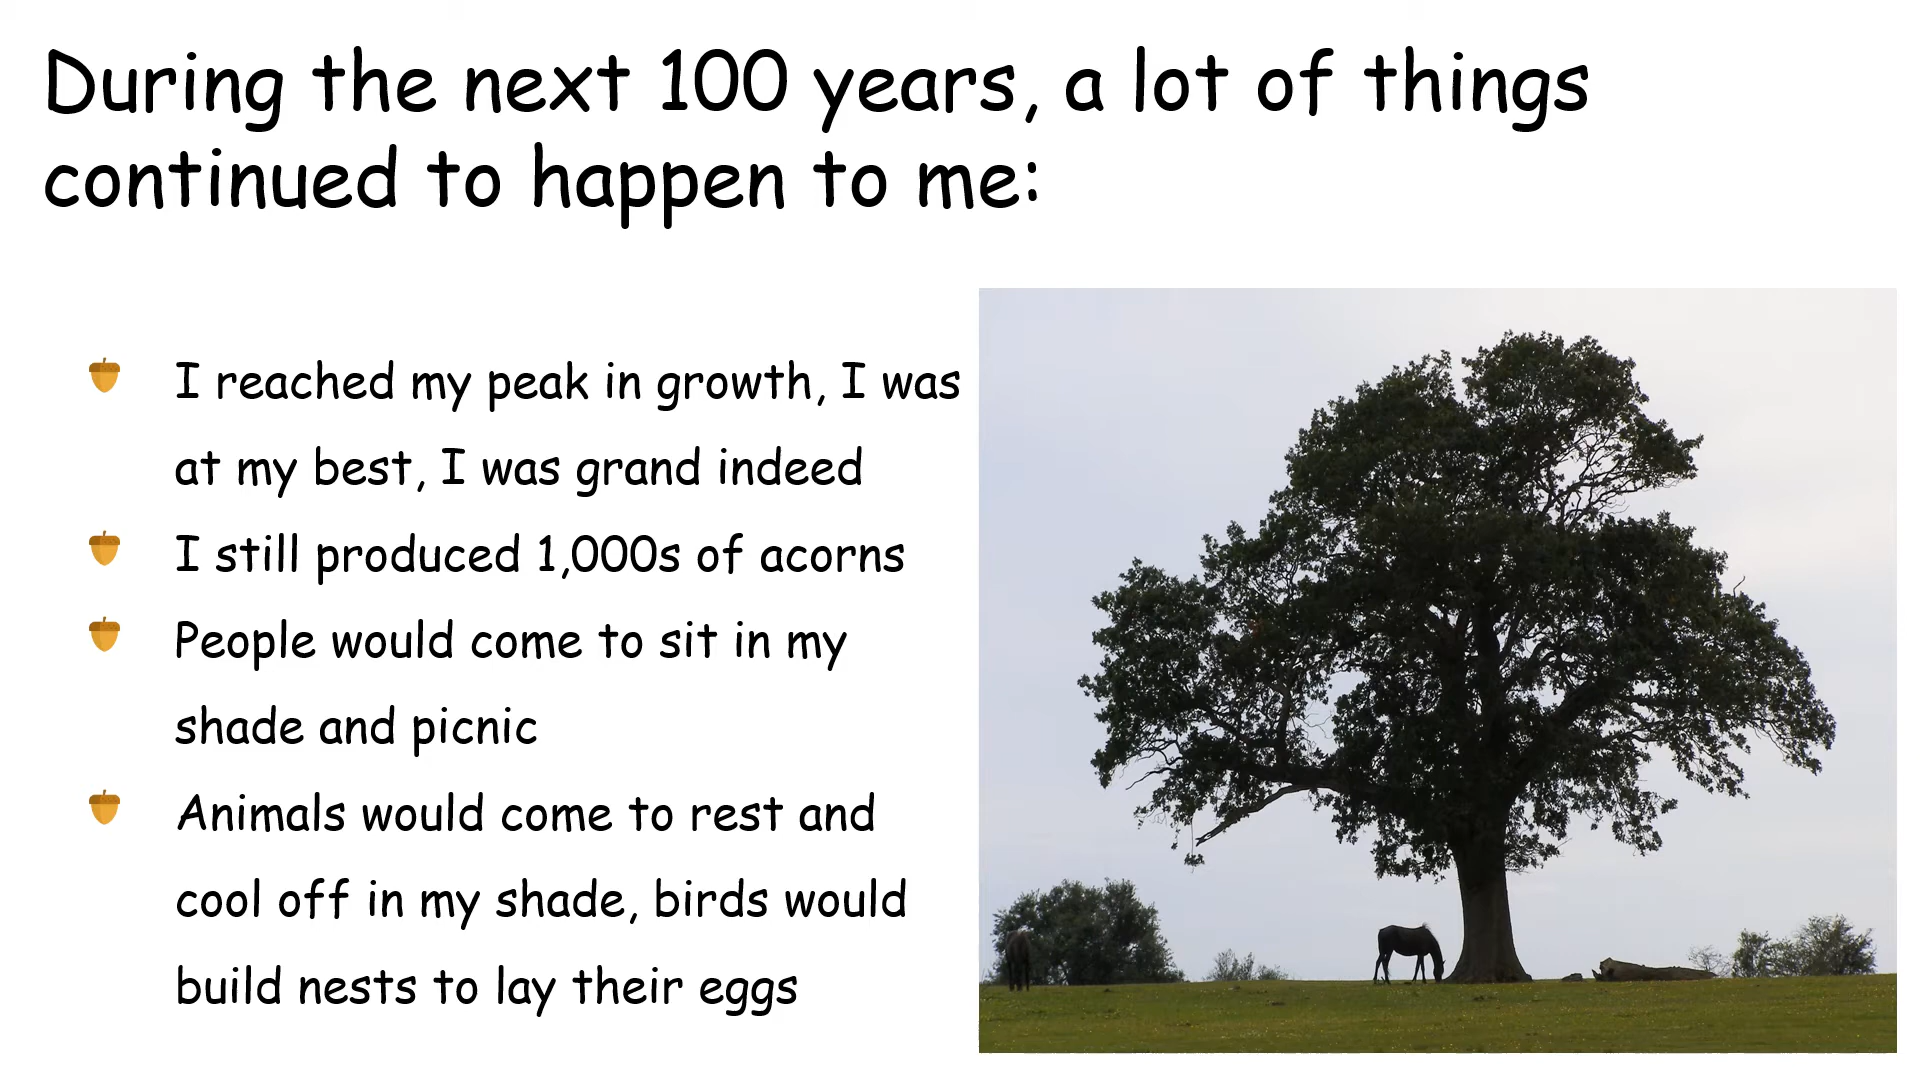 During the next 100 years, a lot of things
continued to happen to me:
I reached my peak in growth, I was
at my best, I was grand indeed
I still produced 1,000s of acorns
People would come to sit in my
shade and picnic
Animals would come to rest and
cool off in my shade, birds would
build nests to lay their eggs